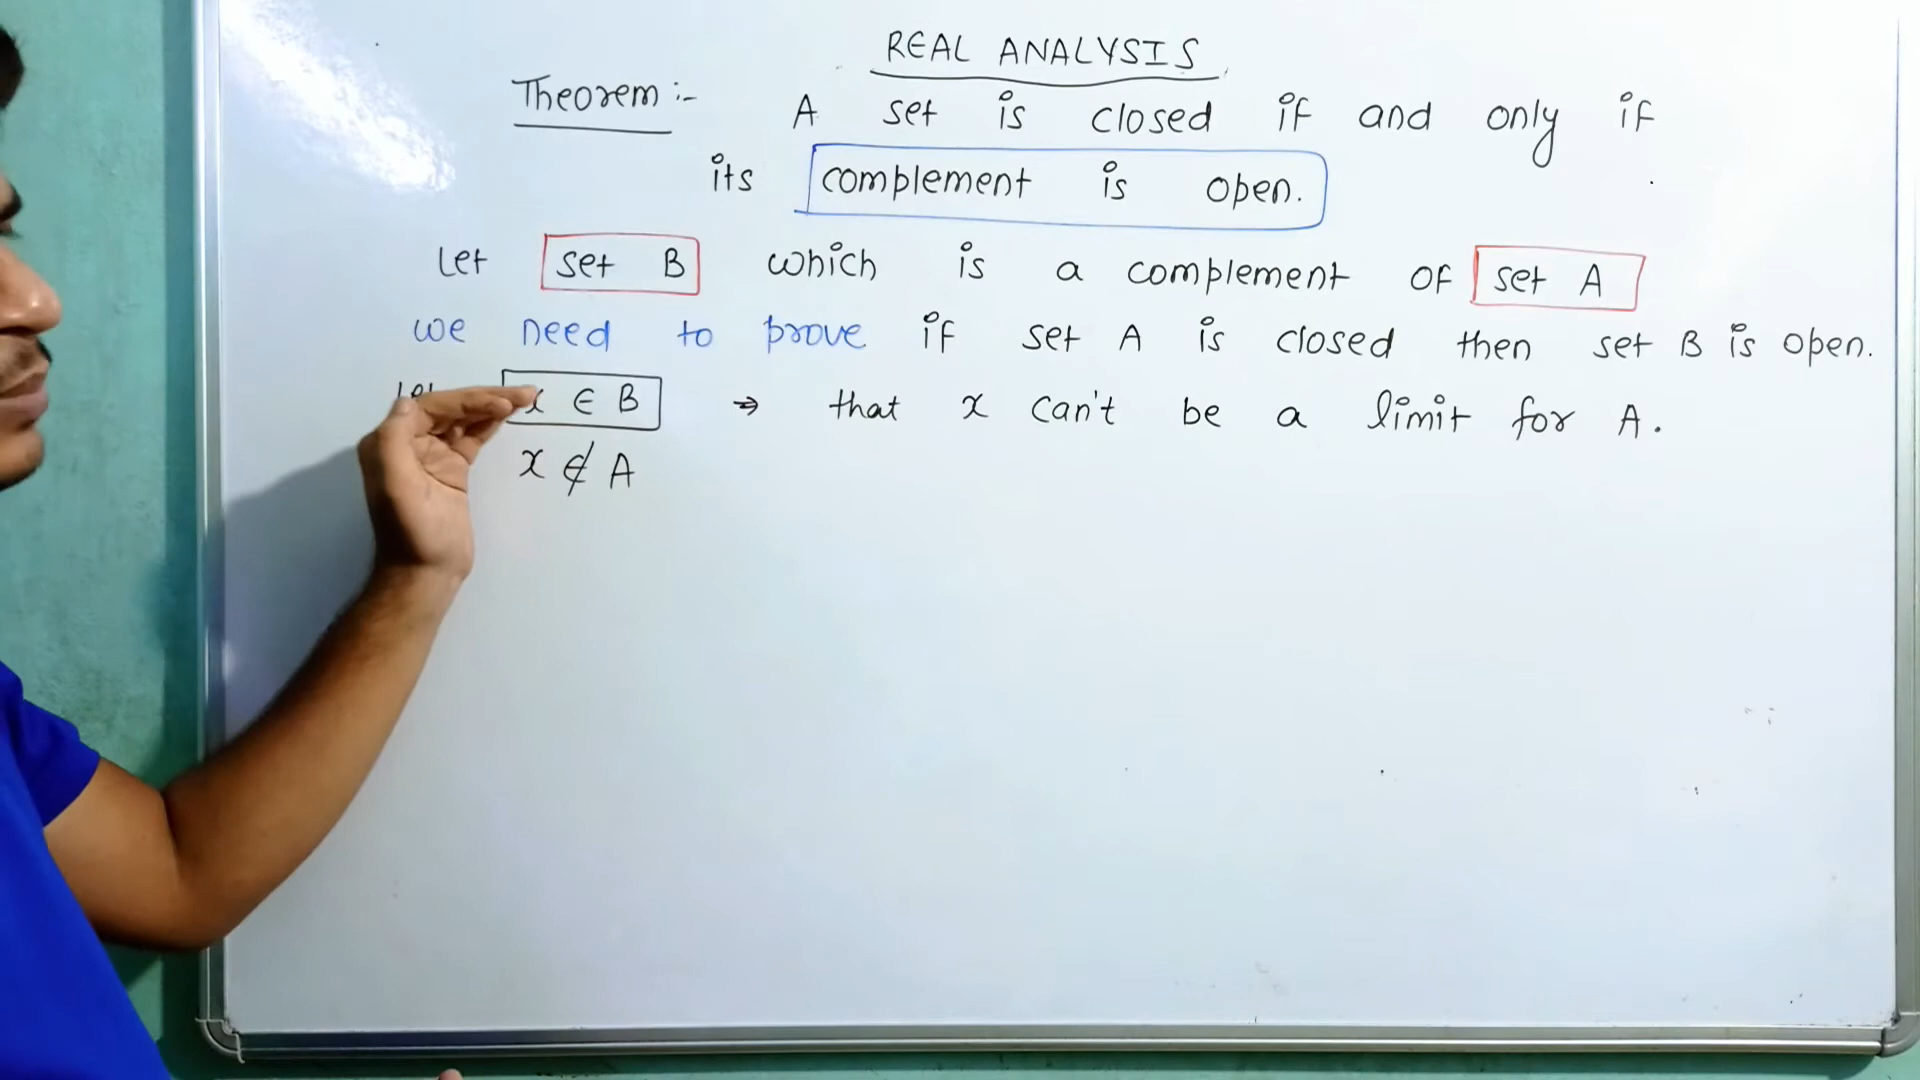 REAL ANALYSIS
Theorem :- A set is closed if and only if
its complement is open.
Let set B which is a complement of set A
we need to prove if set A is closed then set B is open.
x ∈ B ⇒ that x can't be a limit for A.
x ∉ A